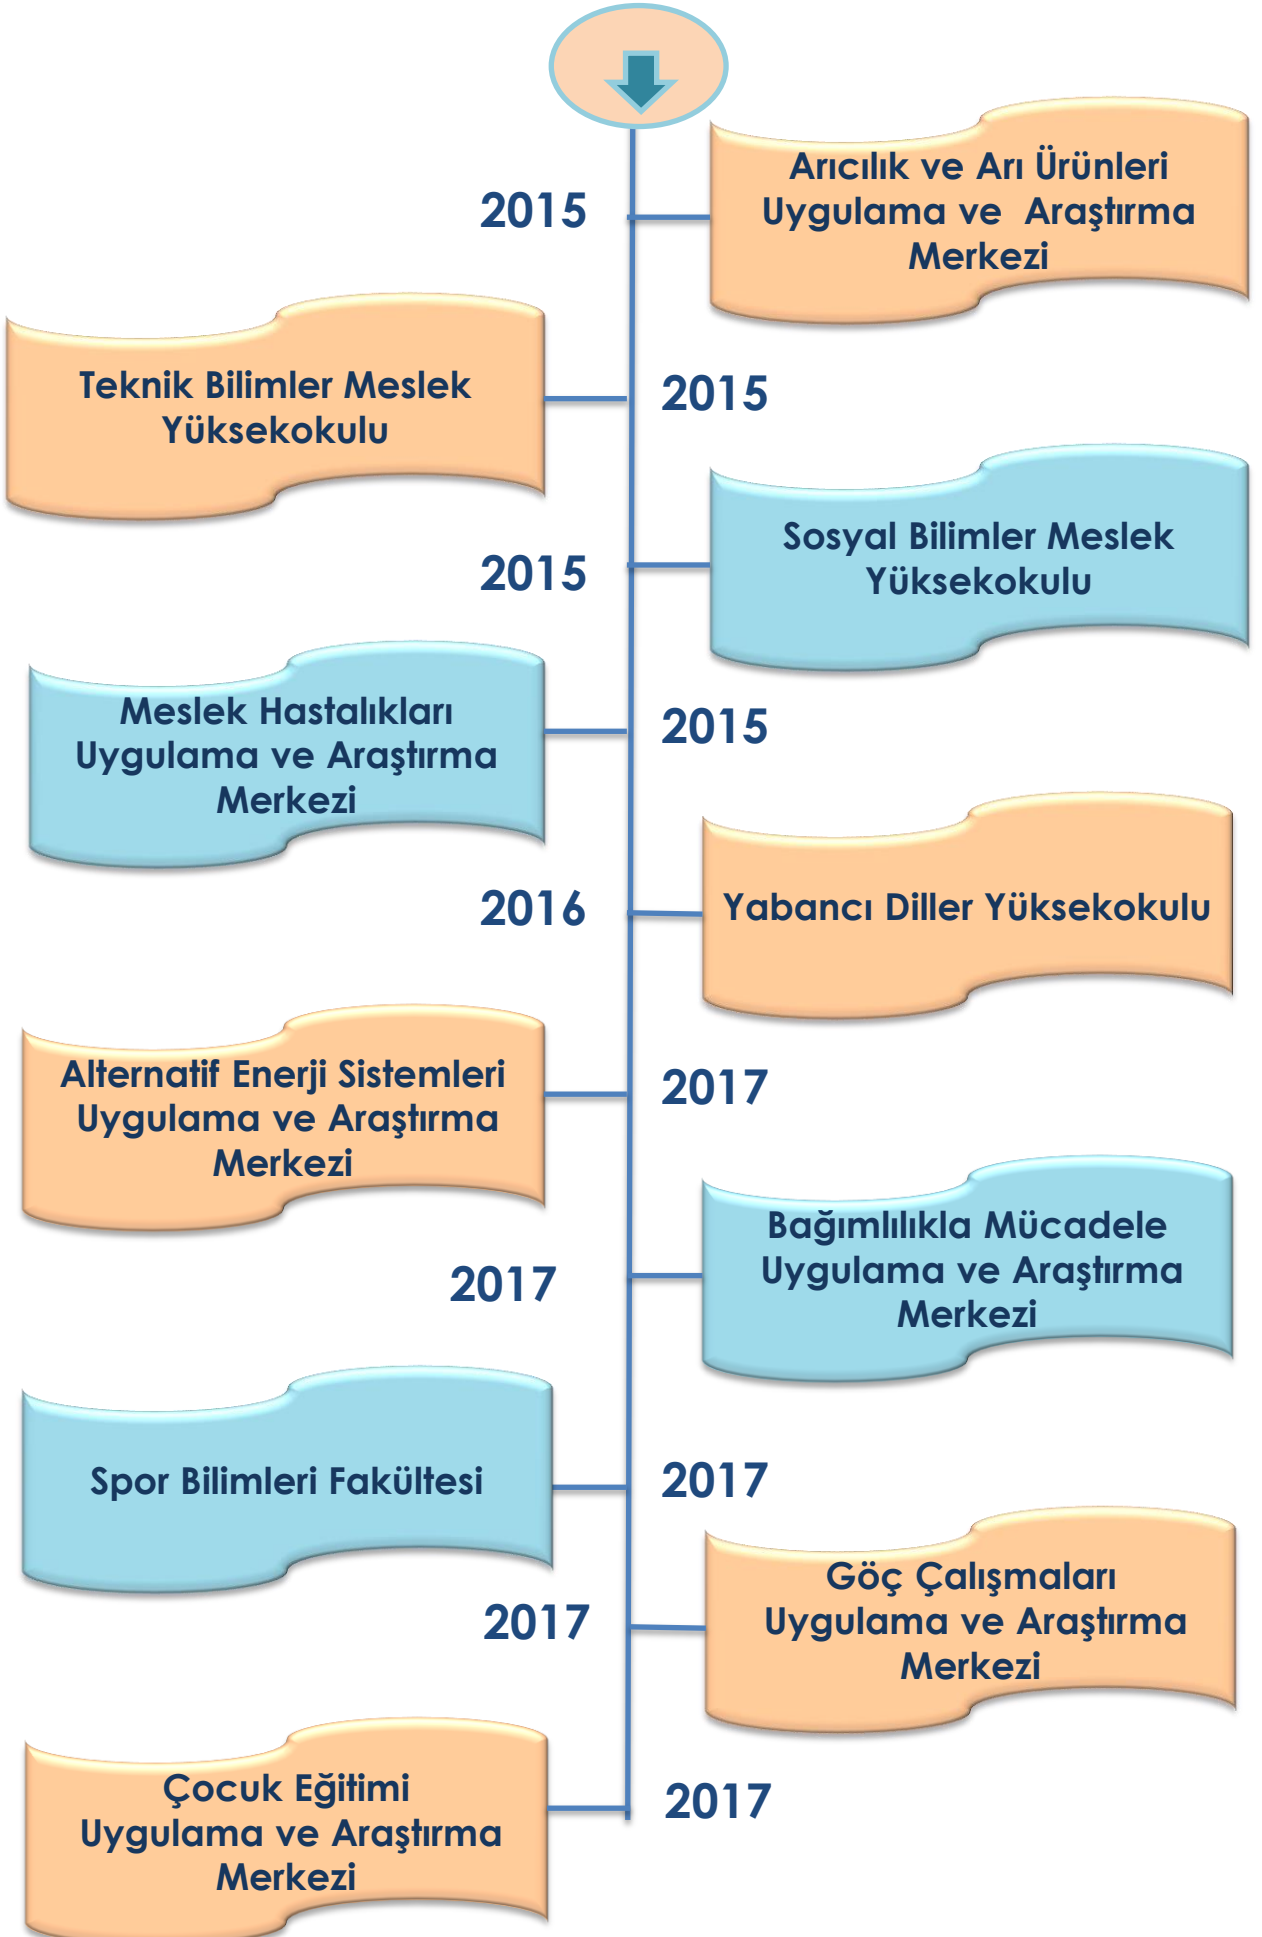 2015
Arıcılık ve Arı Ürünleri
Uygulama ve Araştırma
Merkezi
Teknik Bilimler Meslek
Yüksekokulu
2015
2015
Sosyal Bilimler Meslek
Yüksekokulu
Meslek Hastalıkları
Uygulama ve Araştırma
Merkezi
2015
2016
Yabancı Diller Yüksekokulu
Alternatif Enerji Sistemleri
Uygulama ve Araştırma
Merkezi
2017
2017
Bağımlılıkla Mücadele
Uygulama ve Araştırma
Merkezi
Spor Bilimleri Fakültesi
2017
2017
Göç Çalışmaları
Uygulama ve Araştırma
Merkezi
Çocuk Eğitimi
Uygulama ve Araştırma
Merkezi
2017